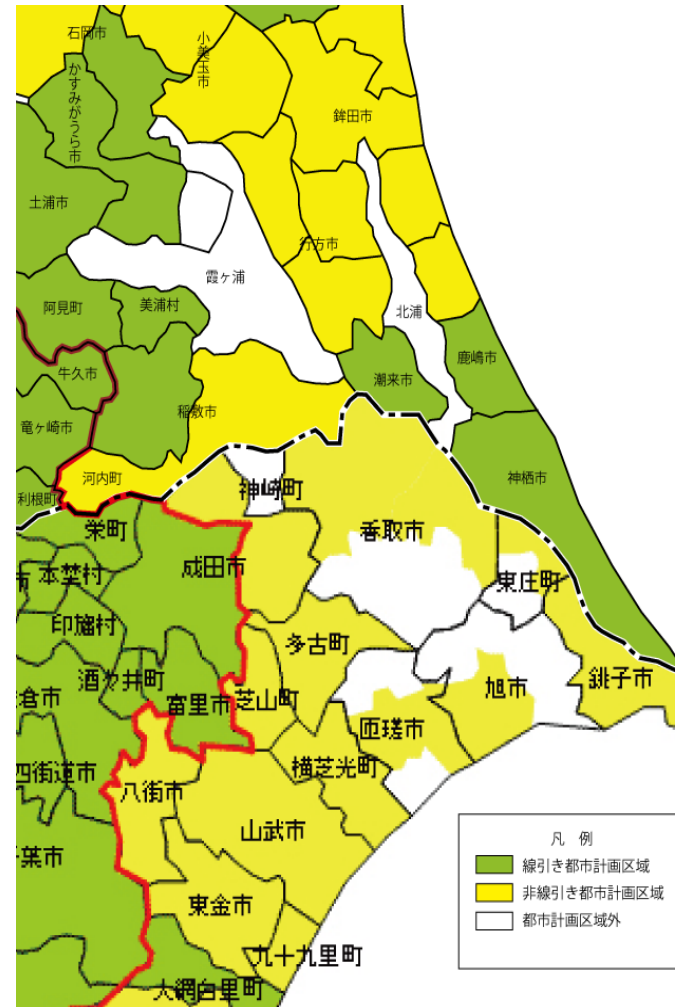 石岡市
小美玉市
かすみがうら市
鉾田市
土浦市
行方市
霞ヶ浦
阿見町
美浦村
北浦
鹿嶋市
牛久市
潮来市
稲敷市
竜ヶ崎市
河内町
神栖市
利根町
神崎町
栄町
香取市
成田市
本埜村
東庄町
印旛村
多古町
酒々井町
富里市
芝山町
旭市
銚子市
倉市
匝瑳市
四街道市
横芝光町
八街市
山武市
千葉市
東金市
九十九里町
大網白里町
凡 例
線引き都市計画区域
非線引き都市計画区域
都市計画区域外